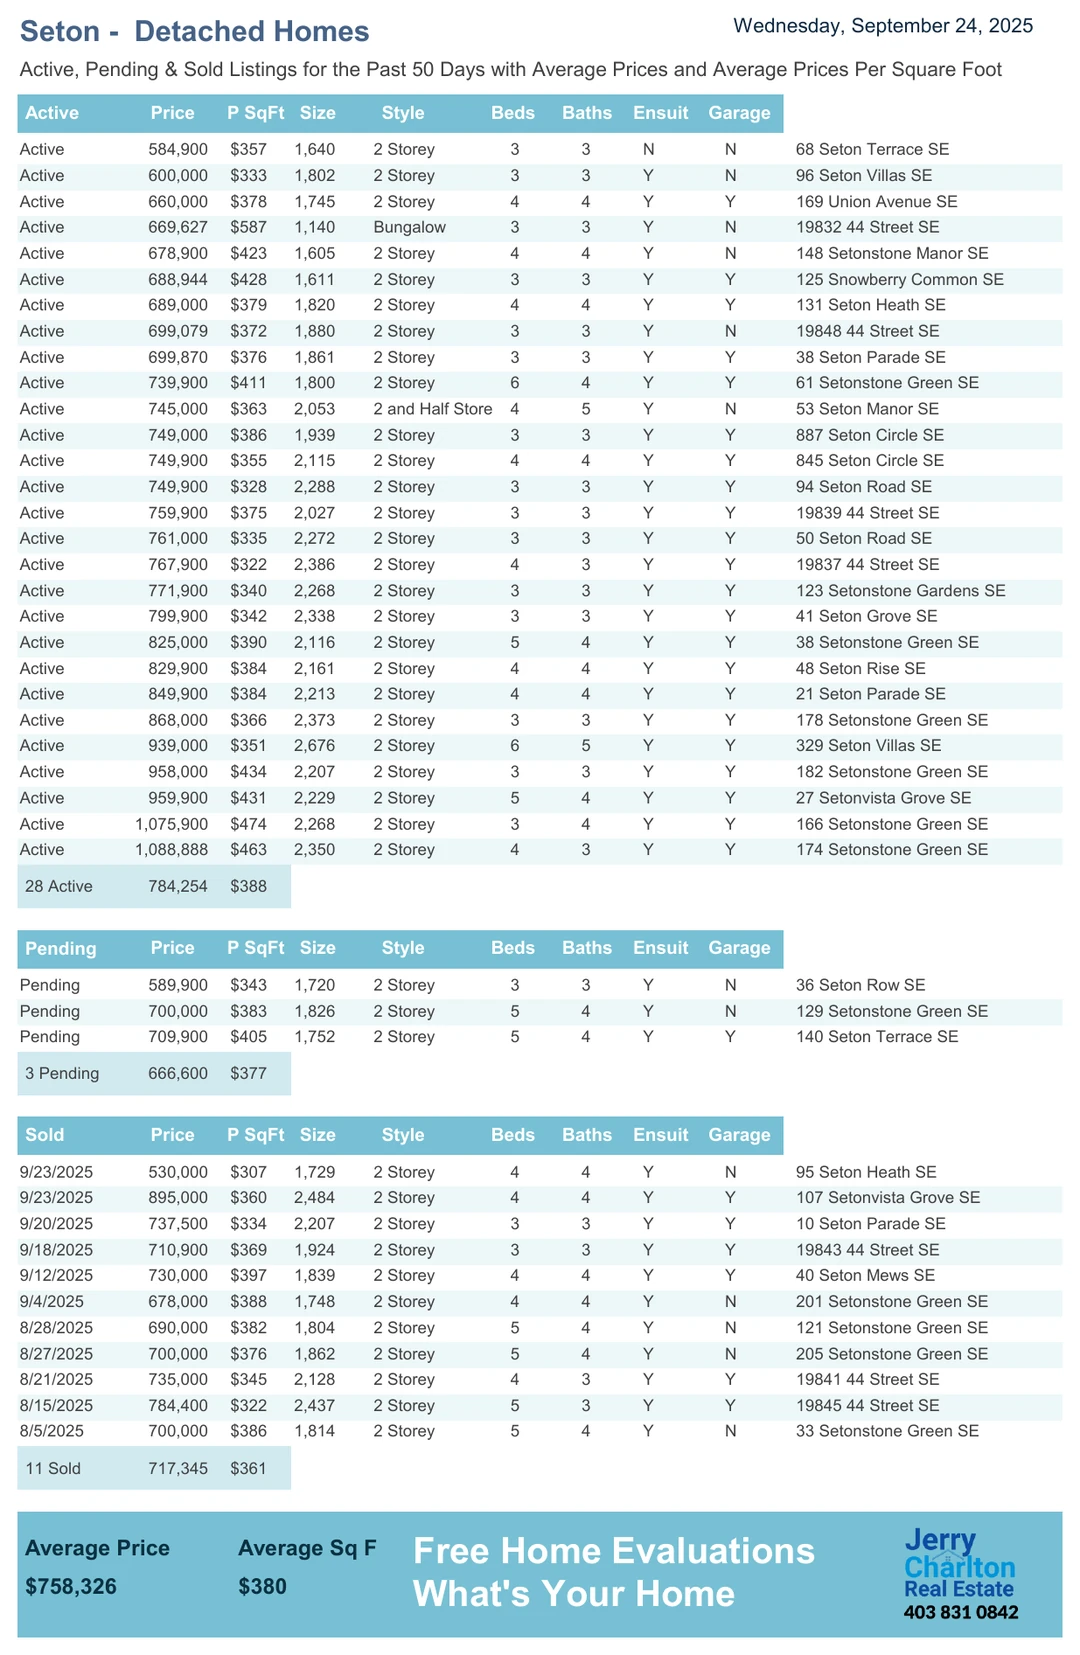 Seton - Detached Homes
Wednesday, September 24, 2025
Active, Pending & Sold Listings for the Past 50 Days with Average Prices and Average Prices Per Square Foot
Active Price P SqFt Size Style Beds Baths Ensuit Garage
Active 584,900 $357 1,640 2 Storey 3 3 N N 68 Seton Terrace SE
Active 600,000 $333 1,802 2 Storey 3 3 Y N 96 Seton Villas SE
Active 660,000 $378 1,745 2 Storey 4 4 Y Y 169 Union Avenue SE
Active 669,627 $587 1,140 Bungalow 3 3 Y N 19832 44 Street SE
Active 678,900 $423 1,605 2 Storey 4 4 Y N 148 Setonstone Manor SE
Active 688,944 $428 1,611 2 Storey 3 3 Y Y 125 Snowberry Common SE
Active 689,000 $379 1,820 2 Storey 4 4 Y Y 131 Seton Heath SE
Active 699,079 $372 1,880 2 Storey 3 3 Y N 19848 44 Street SE
Active 699,870 $376 1,861 2 Storey 3 3 Y Y 38 Seton Parade SE
Active 739,900 $411 1,800 2 Storey 6 4 Y Y 61 Setonstone Green SE
Active 745,000 $363 2,053 2 and Half Store 4 5 Y N 53 Seton Manor SE
Active 749,000 $386 1,939 2 Storey 3 3 Y Y 887 Seton Circle SE
Active 749,900 $355 2,115 2 Storey 4 4 Y Y 845 Seton Circle SE
Active 749,900 $328 2,288 2 Storey 3 3 Y Y 94 Seton Road SE
Active 759,900 $375 2,027 2 Storey 3 3 Y Y 19839 44 Street SE
Active 761,000 $335 2,272 2 Storey 3 3 Y Y 50 Seton Road SE
Active 767,900 $322 2,386 2 Storey 4 3 Y Y 19837 44 Street SE
Active 771,900 $340 2,268 2 Storey 3 3 Y Y 123 Setonstone Gardens SE
Active 799,900 $342 2,338 2 Storey 3 3 Y Y 41 Seton Grove SE
Active 825,000 $390 2,116 2 Storey 5 4 Y Y 38 Setonstone Green SE
Active 829,900 $384 2,161 2 Storey 4 4 Y Y 48 Seton Rise SE
Active 849,900 $384 2,213 2 Storey 4 4 Y Y 21 Seton Parade SE
Active 868,000 $366 2,373 2 Storey 3 3 Y Y 178 Setonstone Green SE
Active 939,000 $351 2,676 2 Storey 6 5 Y Y 329 Seton Villas SE
Active 958,000 $434 2,207 2 Storey 3 3 Y Y 182 Setonstone Green SE
Active 959,900 $431 2,229 2 Storey 5 4 Y Y 27 Setonvista Grove SE
Active 1,075,900 $474 2,268 2 Storey 3 4 Y Y 166 Setonstone Green SE
Active 1,088,888 $463 2,350 2 Storey 4 3 Y Y 174 Setonstone Green SE
28 Active 784,254 $388
Pending Price P SqFt Size Style Beds Baths Ensuit Garage
Pending 589,900 $343 1,720 2 Storey 3 3 Y N 36 Seton Row SE
Pending 700,000 $383 1,826 2 Storey 5 4 Y N 129 Setonstone Green SE
Pending 709,900 $405 1,752 2 Storey 5 4 Y Y 140 Seton Terrace SE
3 Pending 666,600 $377
Sold Price P SqFt Size Style Beds Baths Ensuit Garage
9/23/2025 530,000 $307 1,729 2 Storey 4 4 Y N 95 Seton Heath SE
9/23/2025 895,000 $360 2,484 2 Storey 4 4 Y Y 107 Setonvista Grove SE
9/20/2025 737,500 $334 2,207 2 Storey 3 3 Y Y 10 Seton Parade SE
9/18/2025 710,900 $369 1,924 2 Storey 3 3 Y Y 19843 44 Street SE
9/12/2025 730,000 $397 1,839 2 Storey 4 4 Y Y 40 Seton Mews SE
9/4/2025 678,000 $388 1,748 2 Storey 4 4 Y N 201 Setonstone Green SE
8/28/2025 690,000 $382 1,804 2 Storey 5 4 Y N 121 Setonstone Green SE
8/27/2025 700,000 $376 1,862 2 Storey 5 4 Y N 205 Setonstone Green SE
8/21/2025 735,000 $345 2,128 2 Storey 4 3 Y Y 19841 44 Street SE
8/15/2025 784,400 $322 2,437 2 Storey 5 3 Y Y 19845 44 Street SE
8/5/2025 700,000 $386 1,814 2 Storey 5 4 Y N 33 Setonstone Green SE
11 Sold 717,345 $361
Average Price Average Sq F
$758,326 $380
Free Home Evaluations
What's Your Home
Jerry
Charlton
Real Estate
403 831 0842